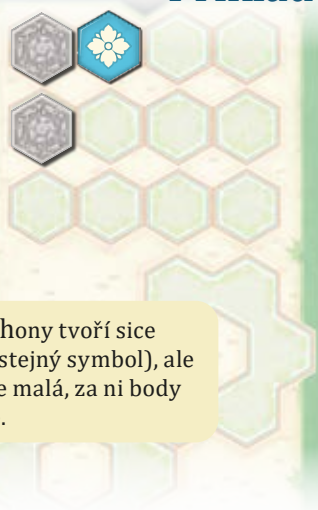 hony tvoří sice
stejný symbol), ale
e malá, za ni body
.